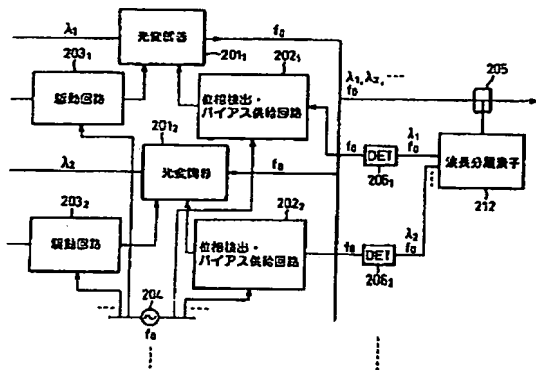 λ₁
光変調器
f₀
201₁
203₁
202₁
λ₁, λ₂, ----
f₀
205
駆動回路
位相検出・
バイアス供給回路
201₂
f₀
DET
λ₁
f₀
206₁
波長分離素子
212
λ₂
光変調器
f₀
203₂
202₂
駆動回路
位相検出・
バイアス供給回路
f₀
DET
λ₂
f₀
206₂
204
f₀